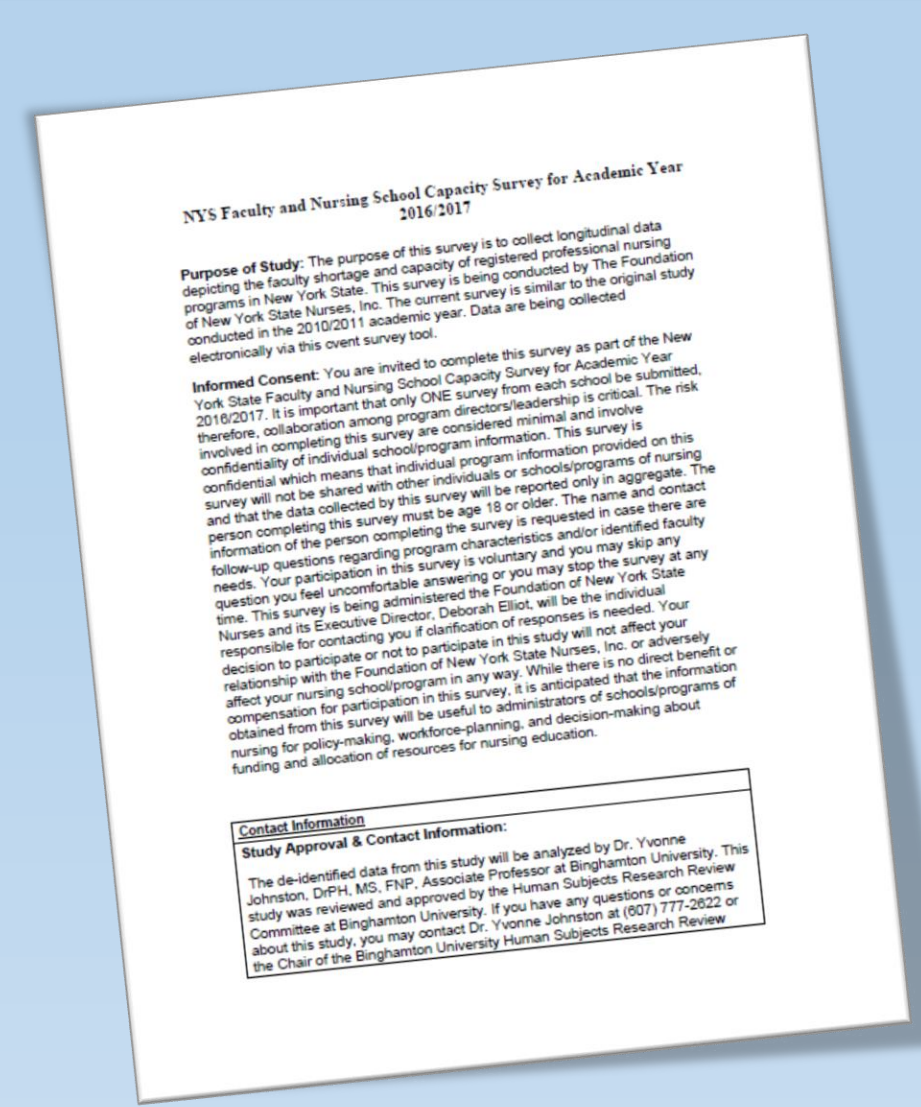 NYS Faculty and Nursing School Capacity Survey for Academic Year
2016/2017
Purpose of Study: The purpose of this survey is to collect longitudinal data
depicting the faculty shortage and capacity of registered professional nursing
programs in New York State. This survey is being conducted by The Foundation
of New York State Nurses, Inc. The current survey is similar to the original study
conducted in the 2010/2011 academic year. Data are being collected
electronically via this cvent survey tool.
Informed Consent: You are invited to complete this survey as part of the New
York State Faculty and Nursing School Capacity Survey for Academic Year
2016/2017. It is important that only ONE survey from each school be submitted,
therefore, collaboration among program directors/leadership is critical. The risk
involved in completing this survey are considered minimal and involve
confidentiality of individual school/program information. This survey is
confidential which means that individual program information provided on this
survey will not be shared with other individuals or schools/programs of nursing
and that the data collected by this survey will be reported only in aggregate. The
person completing this survey must be age 18 or older. The name and contact
information of the person completing the survey is requested in case there are
follow-up questions regarding program characteristics and/or identified faculty
needs. Your participation in this survey is voluntary and you may skip any
question you feel uncomfortable answering or you may stop the survey at any
time. This survey is being administered the Foundation of New York State
Nurses and its Executive Director, Deborah Elliot, will be the individual
responsible for contacting you if clarification of responses is needed. Your
decision to participate or not to participate in this study will not affect your
relationship with the Foundation of New York State Nurses, Inc. or adversely
affect your nursing school/program in any way. While there is no direct benefit or
compensation for participation in this survey, it is anticipated that the information
obtained from this survey will be useful to administrators of schools/programs of
nursing for policy-making, workforce-planning, and decision-making about
funding and allocation of resources for nursing education.
Contact Information
Study Approval & Contact Information:
The de-identified data from this study will be analyzed by Dr. Yvonne
Johnston, DrPH, MS, FNP, Associate Professor at Binghamton University. This
study was reviewed and approved by the Human Subjects Research Review
Committee at Binghamton University. If you have any questions or concerns
about this study, you may contact Dr. Yvonne Johnston at (607) 777-2622 or
the Chair of the Binghamton University Human Subjects Research Review